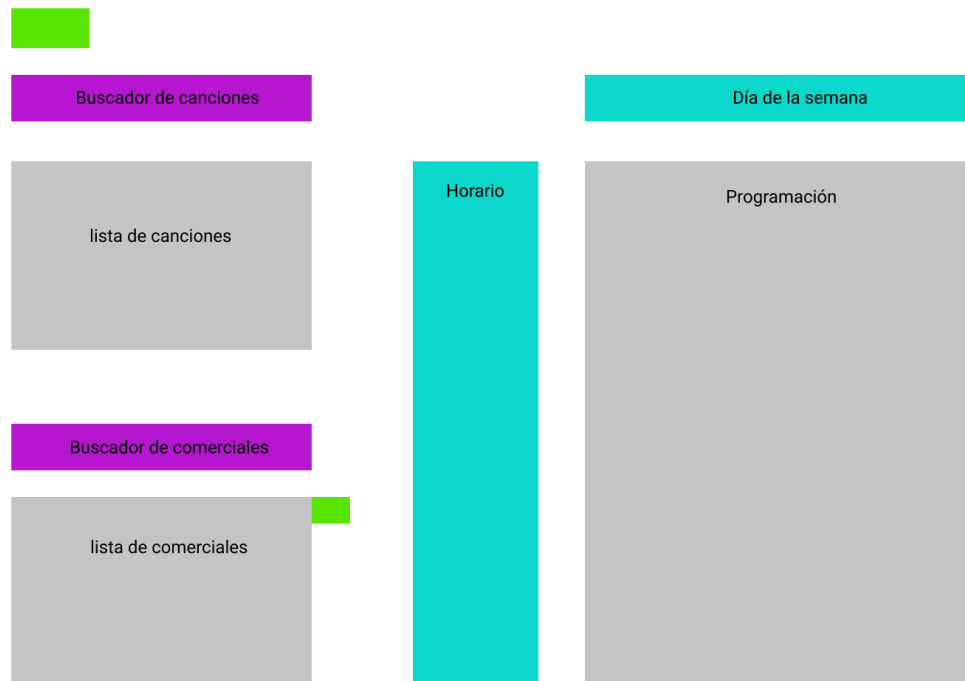 Buscador de canciones
Día de la semana
lista de canciones
Horario
Programación
Buscador de comerciales
lista de comerciales